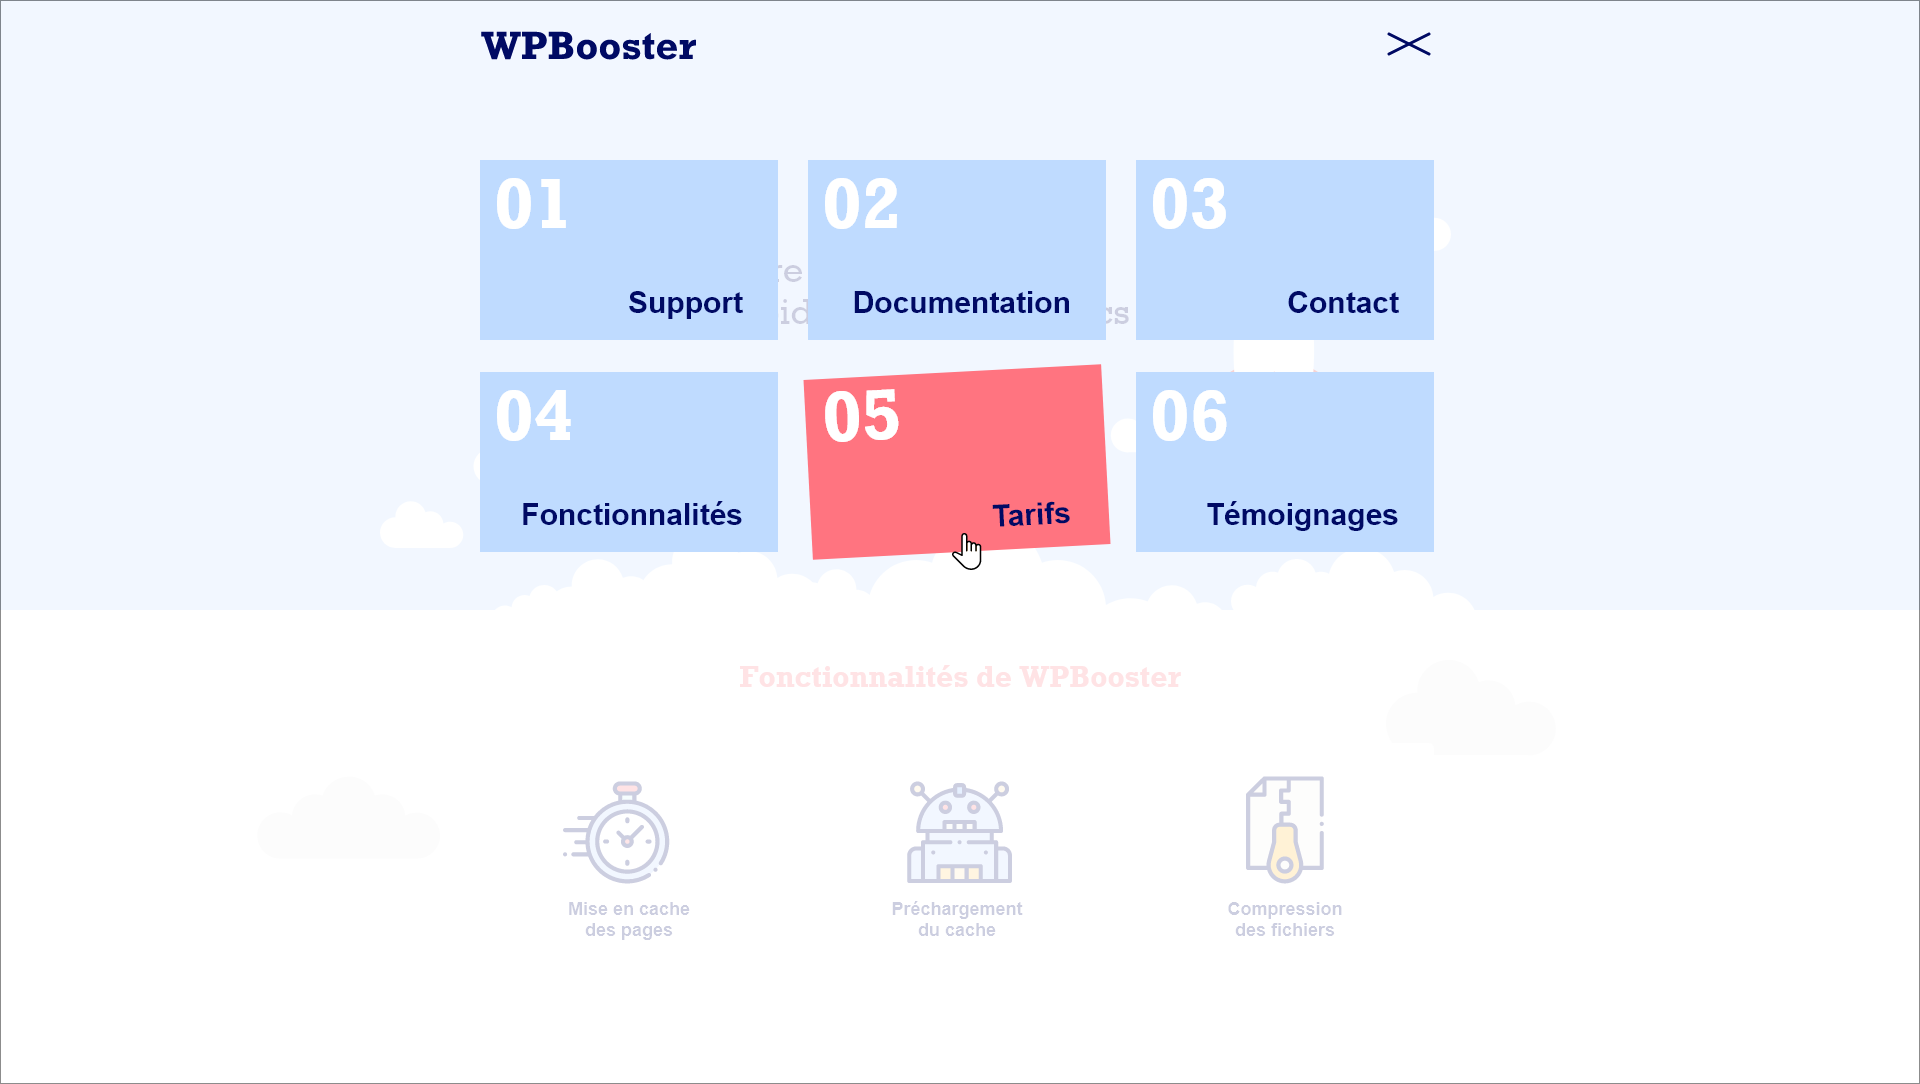 WPBooster
01
Support
02
Documentation
03
Contact
04
Fonctionnalités
05
Tarifs
06
Témoignages
Fonctionnalités de WPBooster
Mise en cache
des pages
Préchargement
du cache
Compression
des fichiers